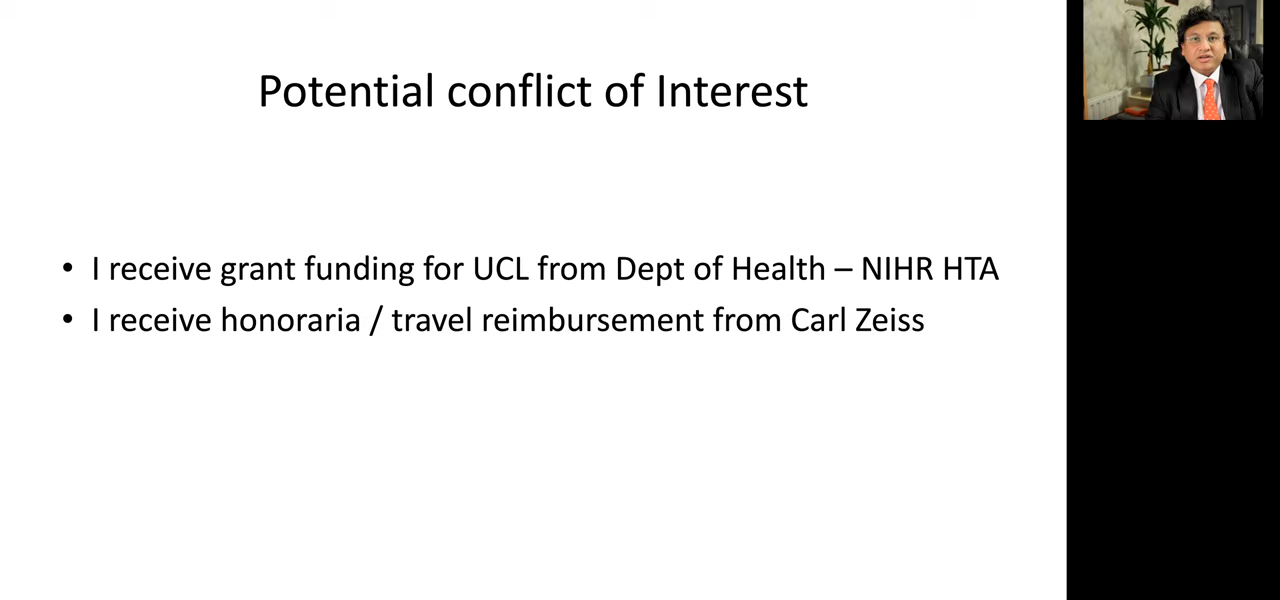 Potential conflict of Interest
• I receive grant funding for UCL from Dept of Health – NIHR HTA
• I receive honoraria / travel reimbursement from Carl Zeiss